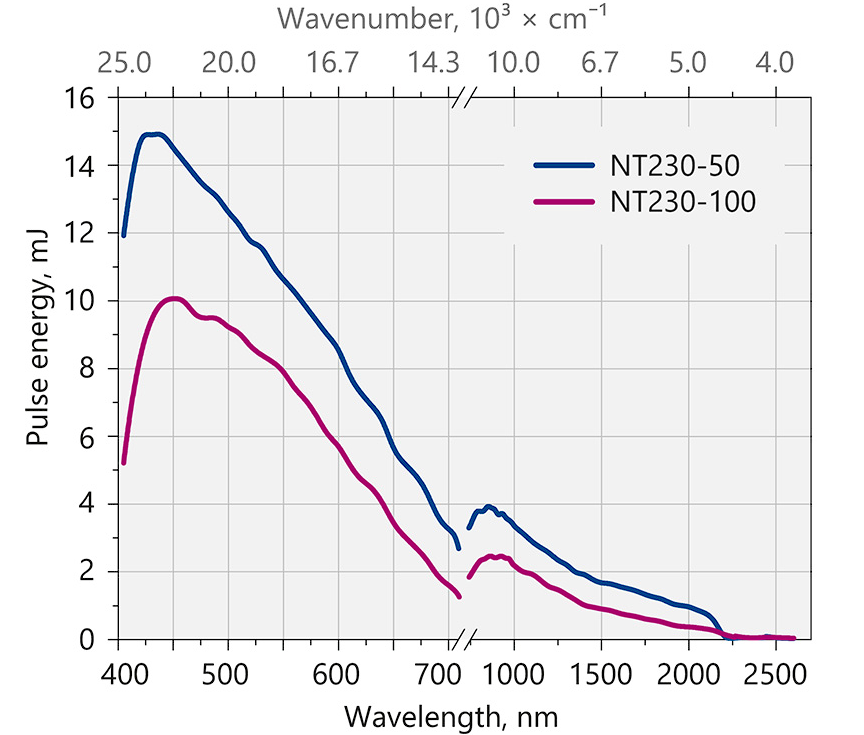 Wavenumber, 10³ × cm⁻¹
25.0 20.0 16.7 14.3 10.0 6.7 5.0 4.0
16
14
12
10
8
6
4
2
0
Pulse energy, mJ
NT230-50
NT230-100
400 500 600 700 1000 1500 2000 2500
Wavelength, nm